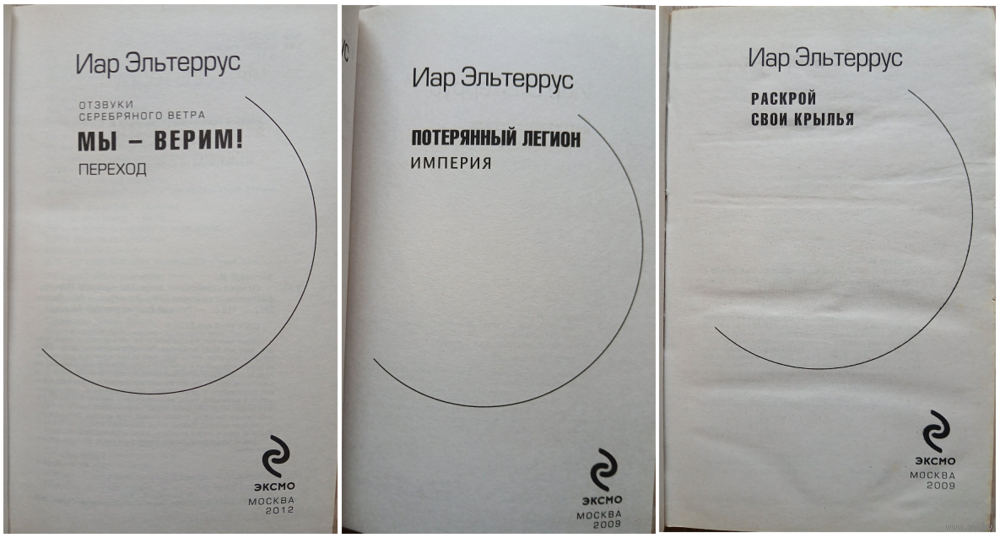 Иар Эльтеррус
ОТЗВУКИ
СЕРЕБРЯНОГО ВЕТРА
МЫ – ВЕРИМ!
ПЕРЕХОД
ЭКСМО
МОСКВА
2012
Иар Эльтеррус
ПОТЕРЯННЫЙ ЛЕГИОН
ИМПЕРИЯ
ЭКСМО
МОСКВА
2009
Иар Эльтеррус
РАСКРОЙ
СВОИ КРЫЛЬЯ
ЭКСМО
МОСКВА
2009